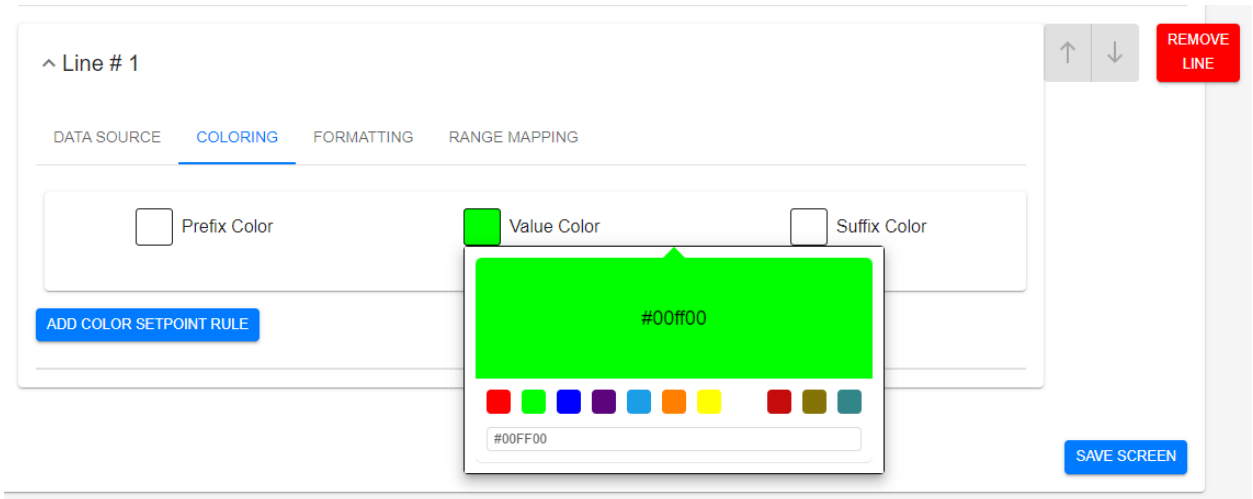 Line # 1
REMOVE
LINE
DATA SOURCE COLORING FORMATTING RANGE MAPPING
Prefix Color Value Color Suffix Color
ADD COLOR SETPOINT RULE
#00ff00
#00FF00
SAVE SCREEN